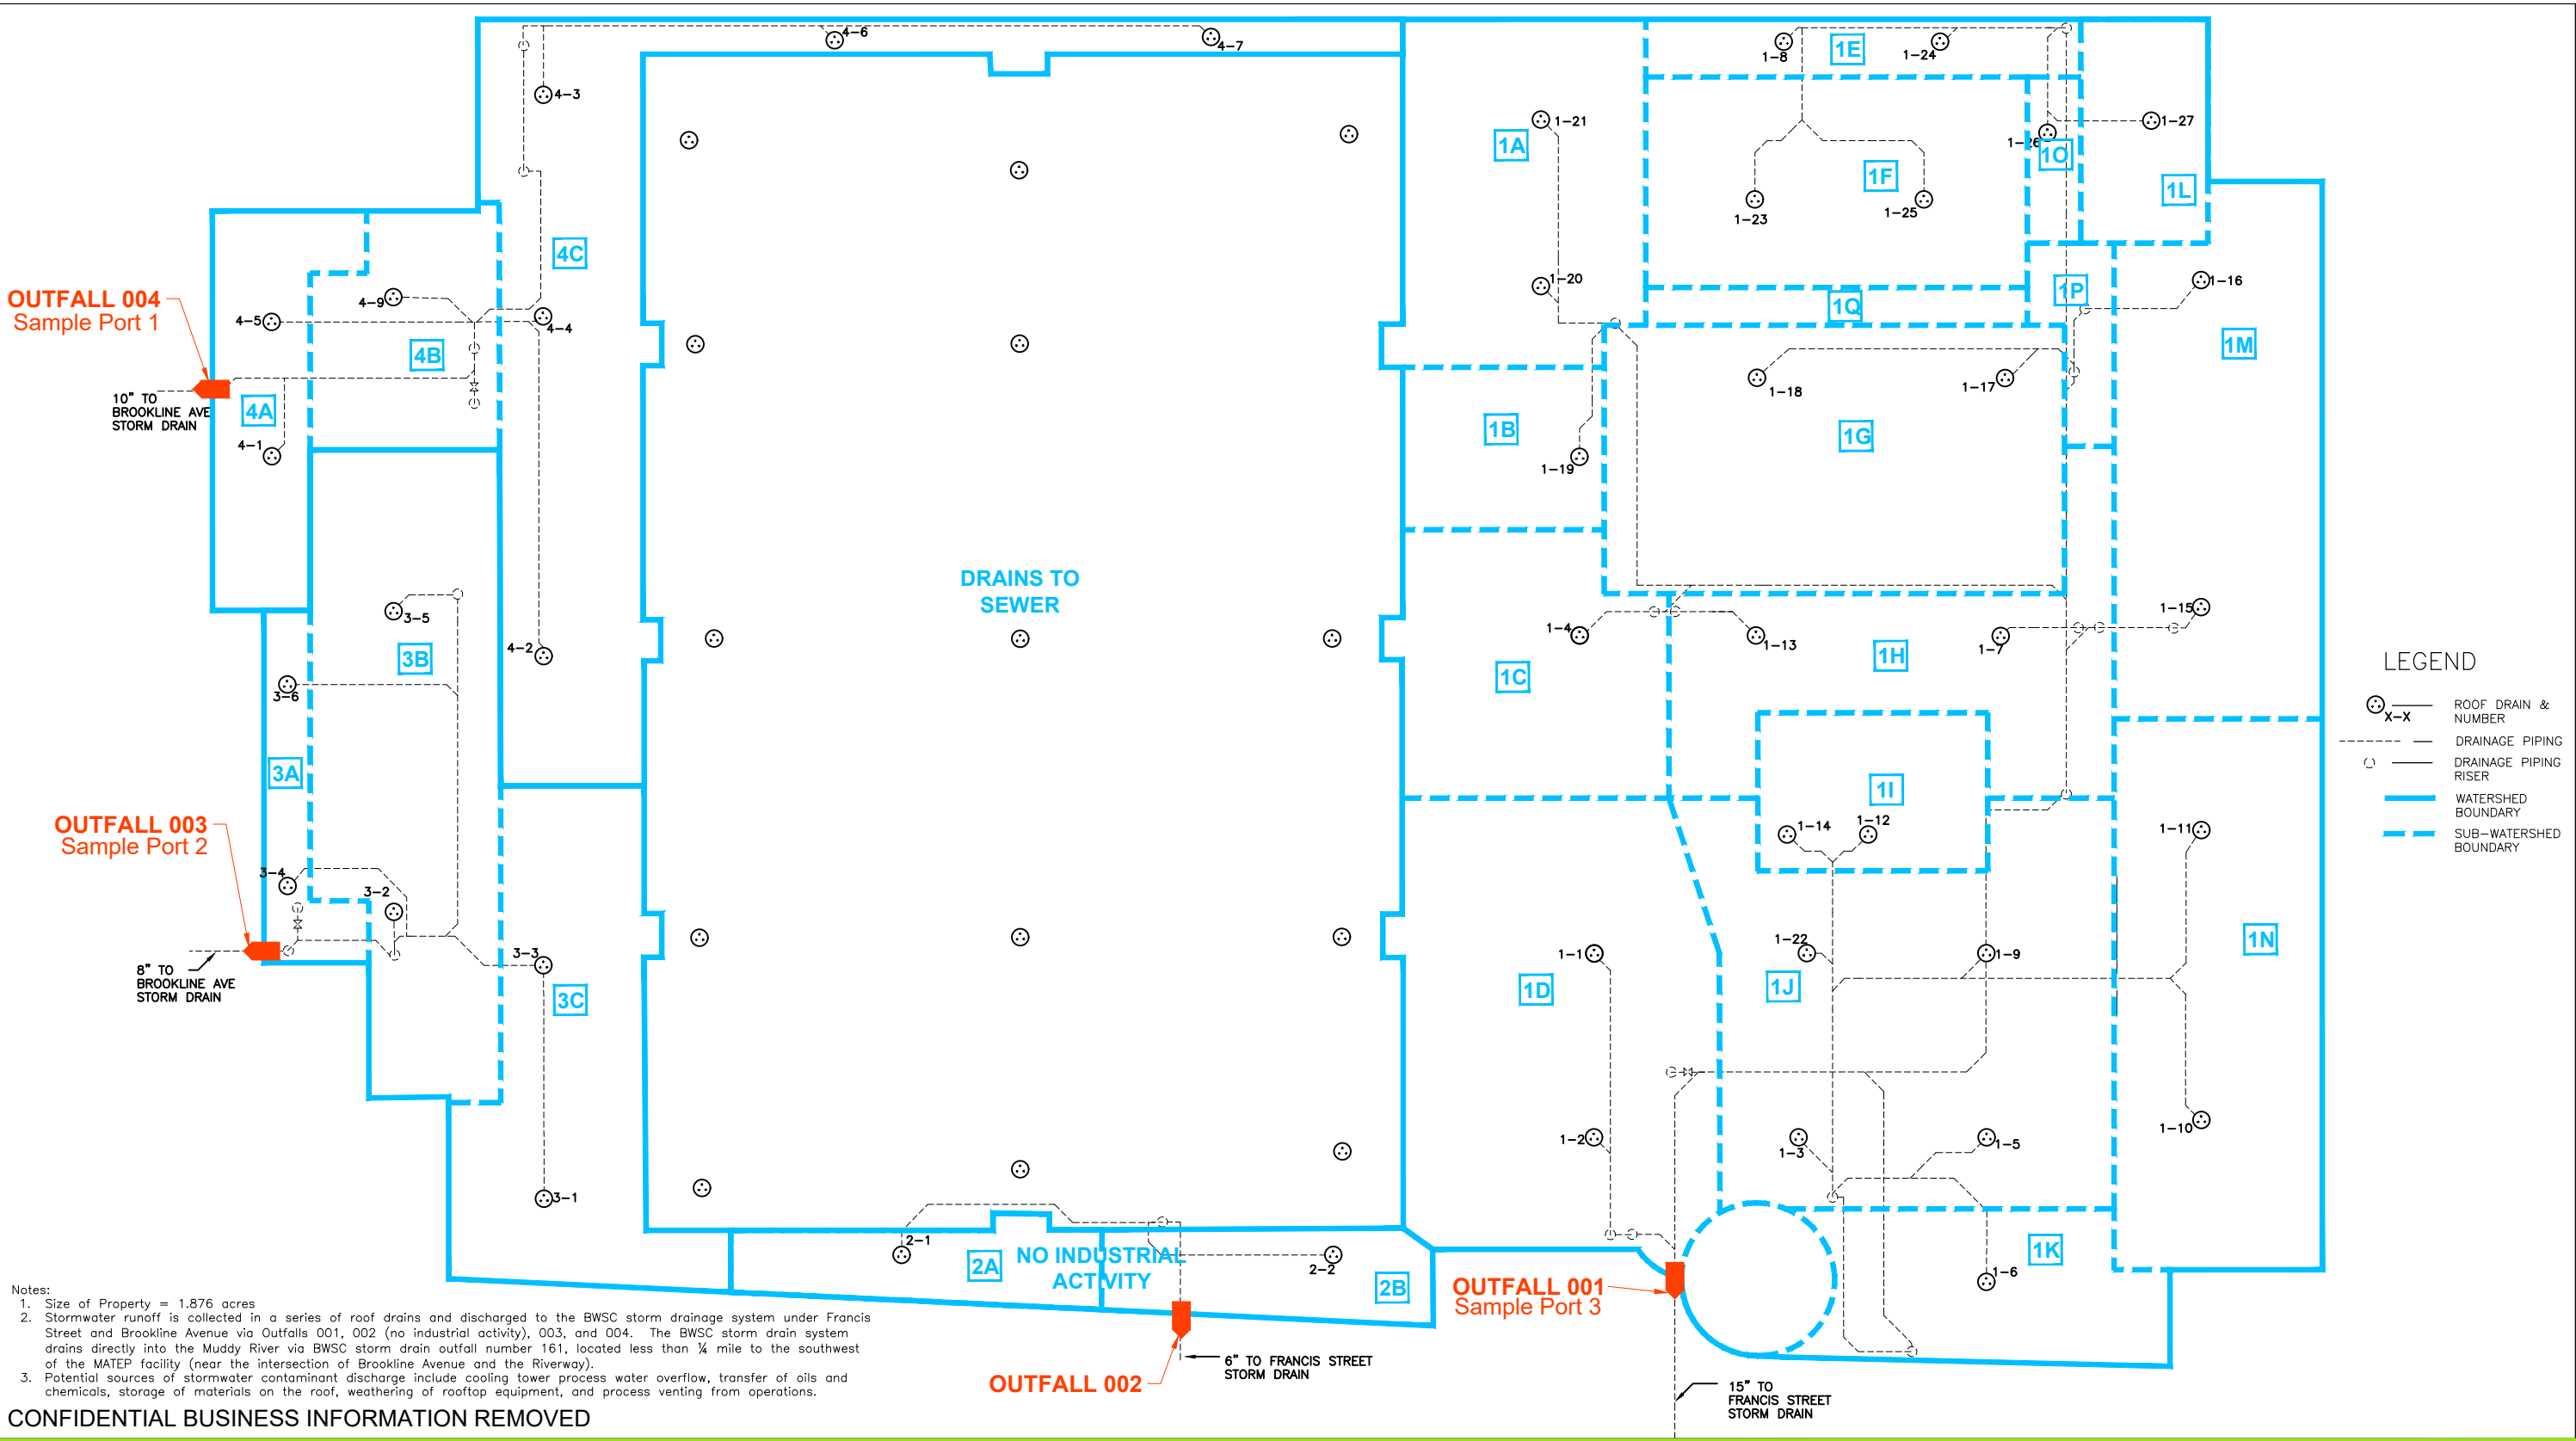 4-6
4-7
4-3
1-8
1E
1-24
1-21
1A
1-26
1O
1-27
1F
1L
1-23
1-25
4C
OUTFALL 004
Sample Port 1
4-9
4-5
4-4
4B
10" TO
BROOKLINE AVE
STORM DRAIN
4A
4-1
1-20
1Q
1P
1-16
1M
1-18
1-17
1B
1G
1-19
DRAINS TO
SEWER
3-5
3B
4-2
3-6
3A
1-4
1-13
1H
1-7
1-15
1C
1I
1-14
1-12
1-11
LEGEND
X-X
ROOF DRAIN &
NUMBER
DRAINAGE PIPING
DRAINAGE PIPING
RISER
WATERSHED
BOUNDARY
SUB-WATERSHED
BOUNDARY
OUTFALL 003
Sample Port 2
3-4
3-2
3-3
8" TO
BROOKLINE AVE
STORM DRAIN
3C
3-1
1-1
1D
1-22
1J
1-9
1N
1-2
1-3
1-5
1-10
2-1
2A
NO INDUSTRIAL
ACTIVITY
2-2
2B
1K
1-6
OUTFALL 001
Sample Port 3
OUTFALL 002
6" TO FRANCIS STREET
STORM DRAIN
15" TO
FRANCIS STREET
STORM DRAIN
Notes:
1. Size of Property = 1.876 acres
2. Stormwater runoff is collected in a series of roof drains and discharged to the BWSC storm drainage system under Francis
Street and Brookline Avenue via Outfalls 001, 002 (no industrial activity), 003, and 004. The BWSC storm drain system
drains directly into the Muddy River via BWSC storm drain outfall number 161, located less than ¼ mile to the southwest
of the MATEP facility (near the intersection of Brookline Avenue and the Riverway).
3. Potential sources of stormwater contaminant discharge include cooling tower process water overflow, transfer of oils and
chemicals, storage of materials on the roof, weathering of rooftop equipment, and process venting from operations.
CONFIDENTIAL BUSINESS INFORMATION REMOVED